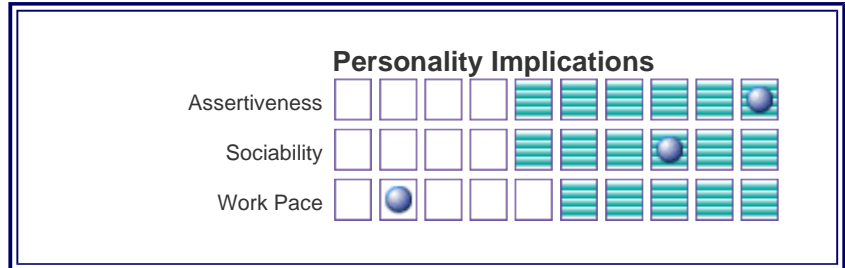 Personality Implications
Assertiveness
Sociability
Work Pace